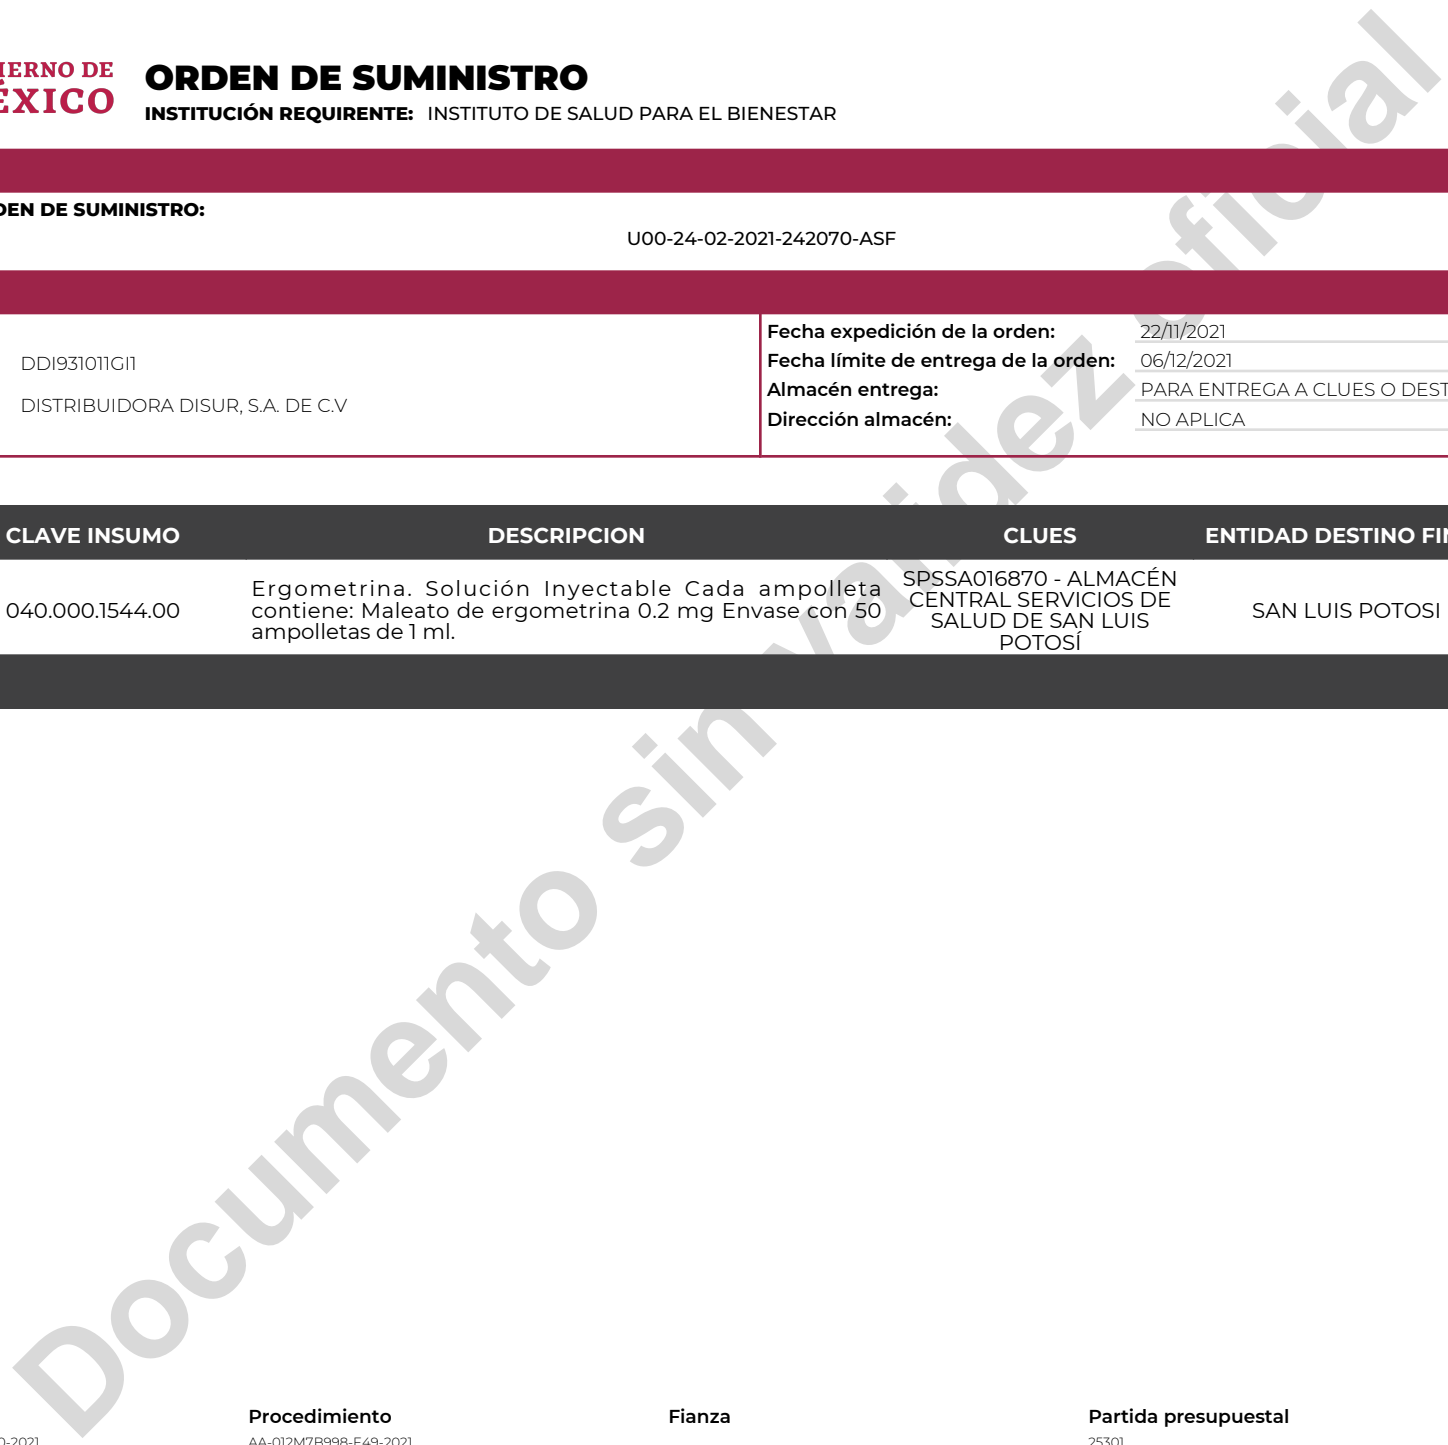 ORDEN DE SUMINISTRO
INSTITUCIÓN REQUIRENTE: INSTITUTO DE SALUD PARA EL BIENESTAR
DE
DE SUMINISTRO:
U00-24-02-2021-242070-ASF
DDI931011GI1
DISTRIBUIDORA DISUR, S.A. DE C.V
Fecha expedición de la orden: 22/11/2021
Fecha límite de entrega de la orden: 06/12/2021
Almacén entrega: PARA ENTREGA A CLUES O
Dirección almacén: NO APLICA
CLAVE INSUMO DESCRIPCION CLUES ENTIDAD DESTINO
040.000.1544.00
Ergometrina. Solución Inyectable Cada ampolleta
contiene: Maleato de ergometrina 0.2 mg Envase con 50
ampolletas de 1 ml.
SPSSA016870 - ALMACÉN
CENTRAL SERVICIOS DE
SALUD DE SAN LUIS
POTOSÍ
SAN LUIS POTOSI
Documento sin validez oficial
Procedimiento Fianza Partida presupuestal
AA-012M7B998-E49-2021
25301